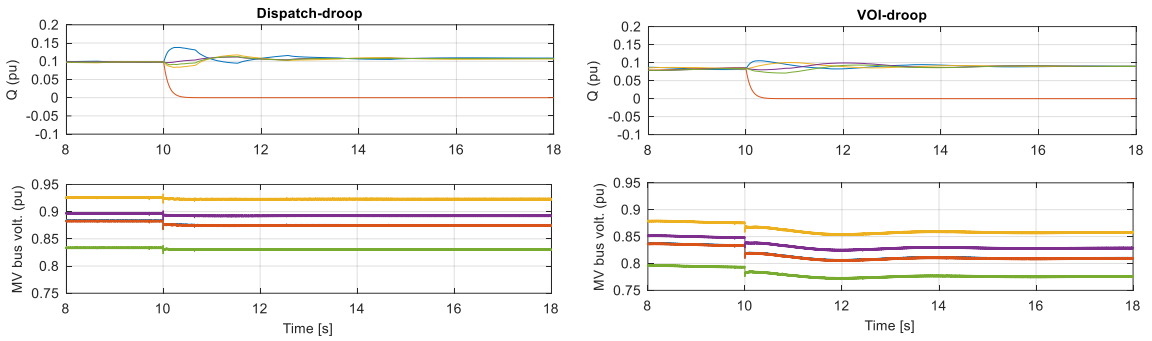 Dispatch-droop
0.2
0.15
0.1
0.05
0
-0.05
-0.1
Q (pu)
8 10 12 14 16 18
0.95
0.9
0.85
0.8
0.75
MV bus volt. (pu)
8 10 12 14 16 18
Time [s]
VOI-droop
0.2
0.15
0.1
0.05
0
-0.05
-0.1
Q (pu)
8 10 12 14 16 18
0.95
0.9
0.85
0.8
0.75
MV bus volt. (pu)
8 10 12 14 16 18
Time [s]